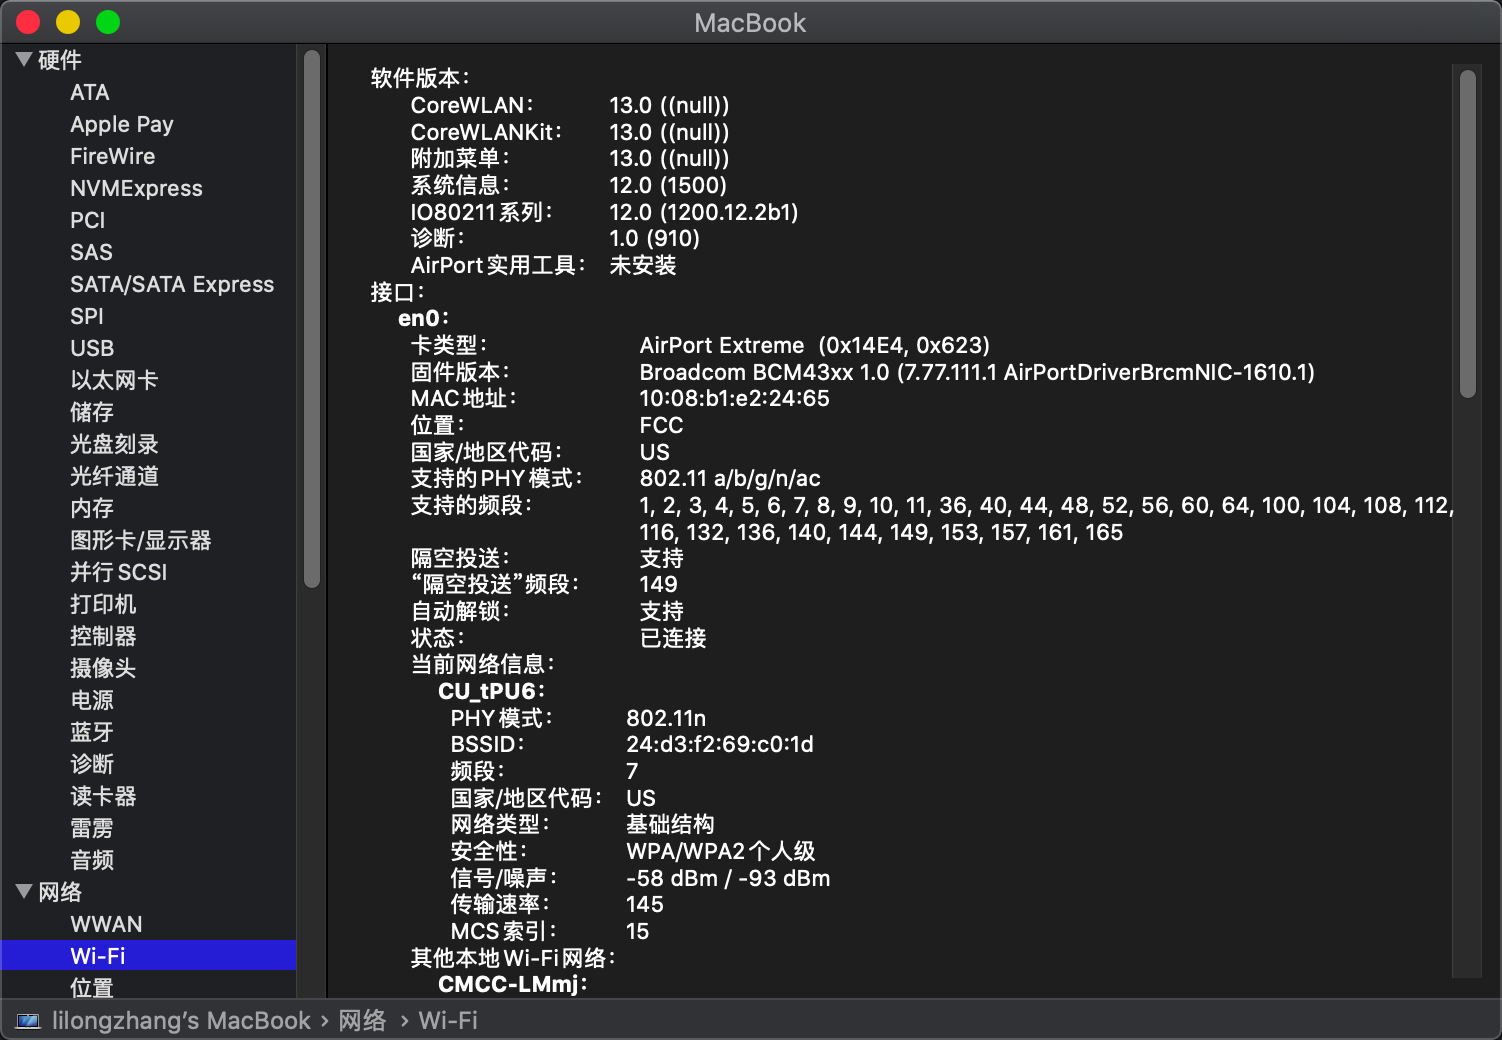 MacBook
硬件
ATA
Apple Pay
FireWire
NVMExpress
PCI
SAS
SATA/SATA Express
SPI
USB
以太网卡
储存
光盘刻录
光纤通道
内存
图形卡/显示器
并行SCSI
打印机
控制器
摄像头
电源
蓝牙
诊断
读卡器
雷雳
音频
网络
WWAN
Wi-Fi
位置
软件版本：
CoreWLAN： 13.0 ((null))
CoreWLANKit： 13.0 ((null))
附加菜单： 13.0 ((null))
系统信息： 12.0 (1500)
IO80211系列： 12.0 (1200.12.2b1)
诊断： 1.0 (910)
AirPort实用工具： 未安装
接口：
en0：
卡类型： AirPort Extreme (0x14E4, 0x623)
固件版本： Broadcom BCM43xx 1.0 (7.77.111.1 AirPortDriverBrcmNIC-1610.1)
MAC地址： 10:08:b1:e2:24:65
位置： FCC
国家/地区代码： US
支持的PHY模式： 802.11 a/b/g/n/ac
支持的频段： 1, 2, 3, 4, 5, 6, 7, 8, 9, 10, 11, 36, 40, 44, 48, 52, 56, 60, 64, 100, 104, 108, 112,
116, 132, 136, 140, 144, 149, 153, 157, 161, 165
隔空投送： 支持
“隔空投送”频段： 149
自动解锁： 支持
状态： 已连接
当前网络信息：
CU_tPU6：
PHY模式： 802.11n
BSSID： 24:d3:f2:69:c0:1d
频段： 7
国家/地区代码： US
网络类型： 基础结构
安全性： WPA/WPA2个人级
信号/噪声： -58 dBm / -93 dBm
传输速率： 145
MCS索引： 15
其他本地Wi-Fi网络：
CMCC-LMmj：
lilongzhang’s MacBook › 网络 › Wi-Fi